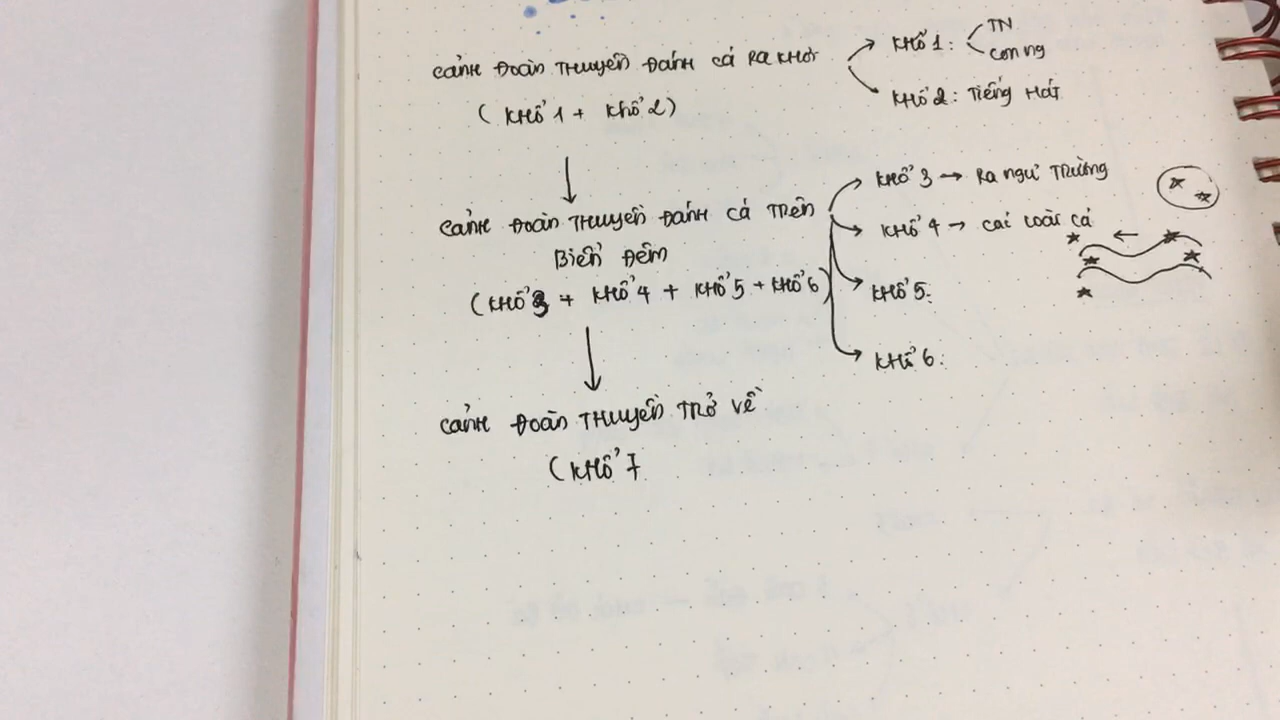 Cảnh đoàn thuyền đánh cá ra khơi
(Khổ 1 + Khổ 2)
Khổ 1: TN
con ng
Khổ 2: Tiếng hát
Cảnh đoàn thuyền đánh cá trên
Biển đêm
(Khổ 3 + Khổ 4 + Khổ 5 + Khổ 6)
Khổ 3 → Ra ngư trường
Khổ 4 → các loài cá
Khổ 5:
Khổ 6:
Cảnh đoàn thuyền trở về
(Khổ 7